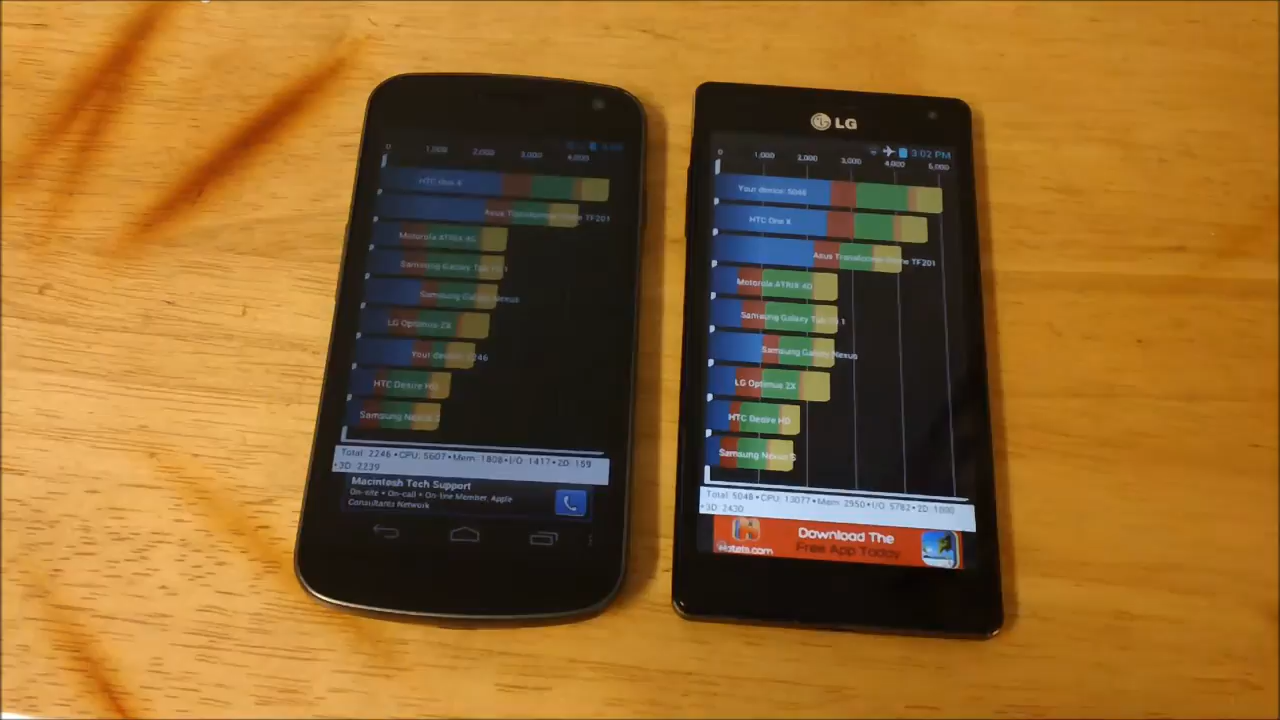 0 1,000 2,000 3,000 4,000
HTC One X
Asus Transformer Prime TF201
Motorola ATRIX 4G
Samsung Galaxy Tab 10.1
Samsung Galaxy Nexus
LG Optimus 2X
Your device: 2246
HTC Desire HD
Samsung Nexus S
Total: 2246 • CPU: 5607 • Mem: 1808 • I/O: 1417 • 2D: 159
• 3D: 2239
Macintosh Tech Support
On-site • On-call • On-line Member, Apple
Consultants Network
LG
3:02 PM
0 1,000 2,000 3,000 4,000 5,000
Your device: 5048
HTC One X
Asus Transformer Prime TF201
Motorola ATRIX 4G
Samsung Galaxy Tab 10.1
Samsung Galaxy Nexus
LG Optimus 2X
HTC Desire HD
Samsung Nexus S
Total: 5048 • CPU: 13077 • Mem: 2950 • I/O: 5782 • 2D:
• 3D: 2430
Hotels.com
Download The
Free App Today